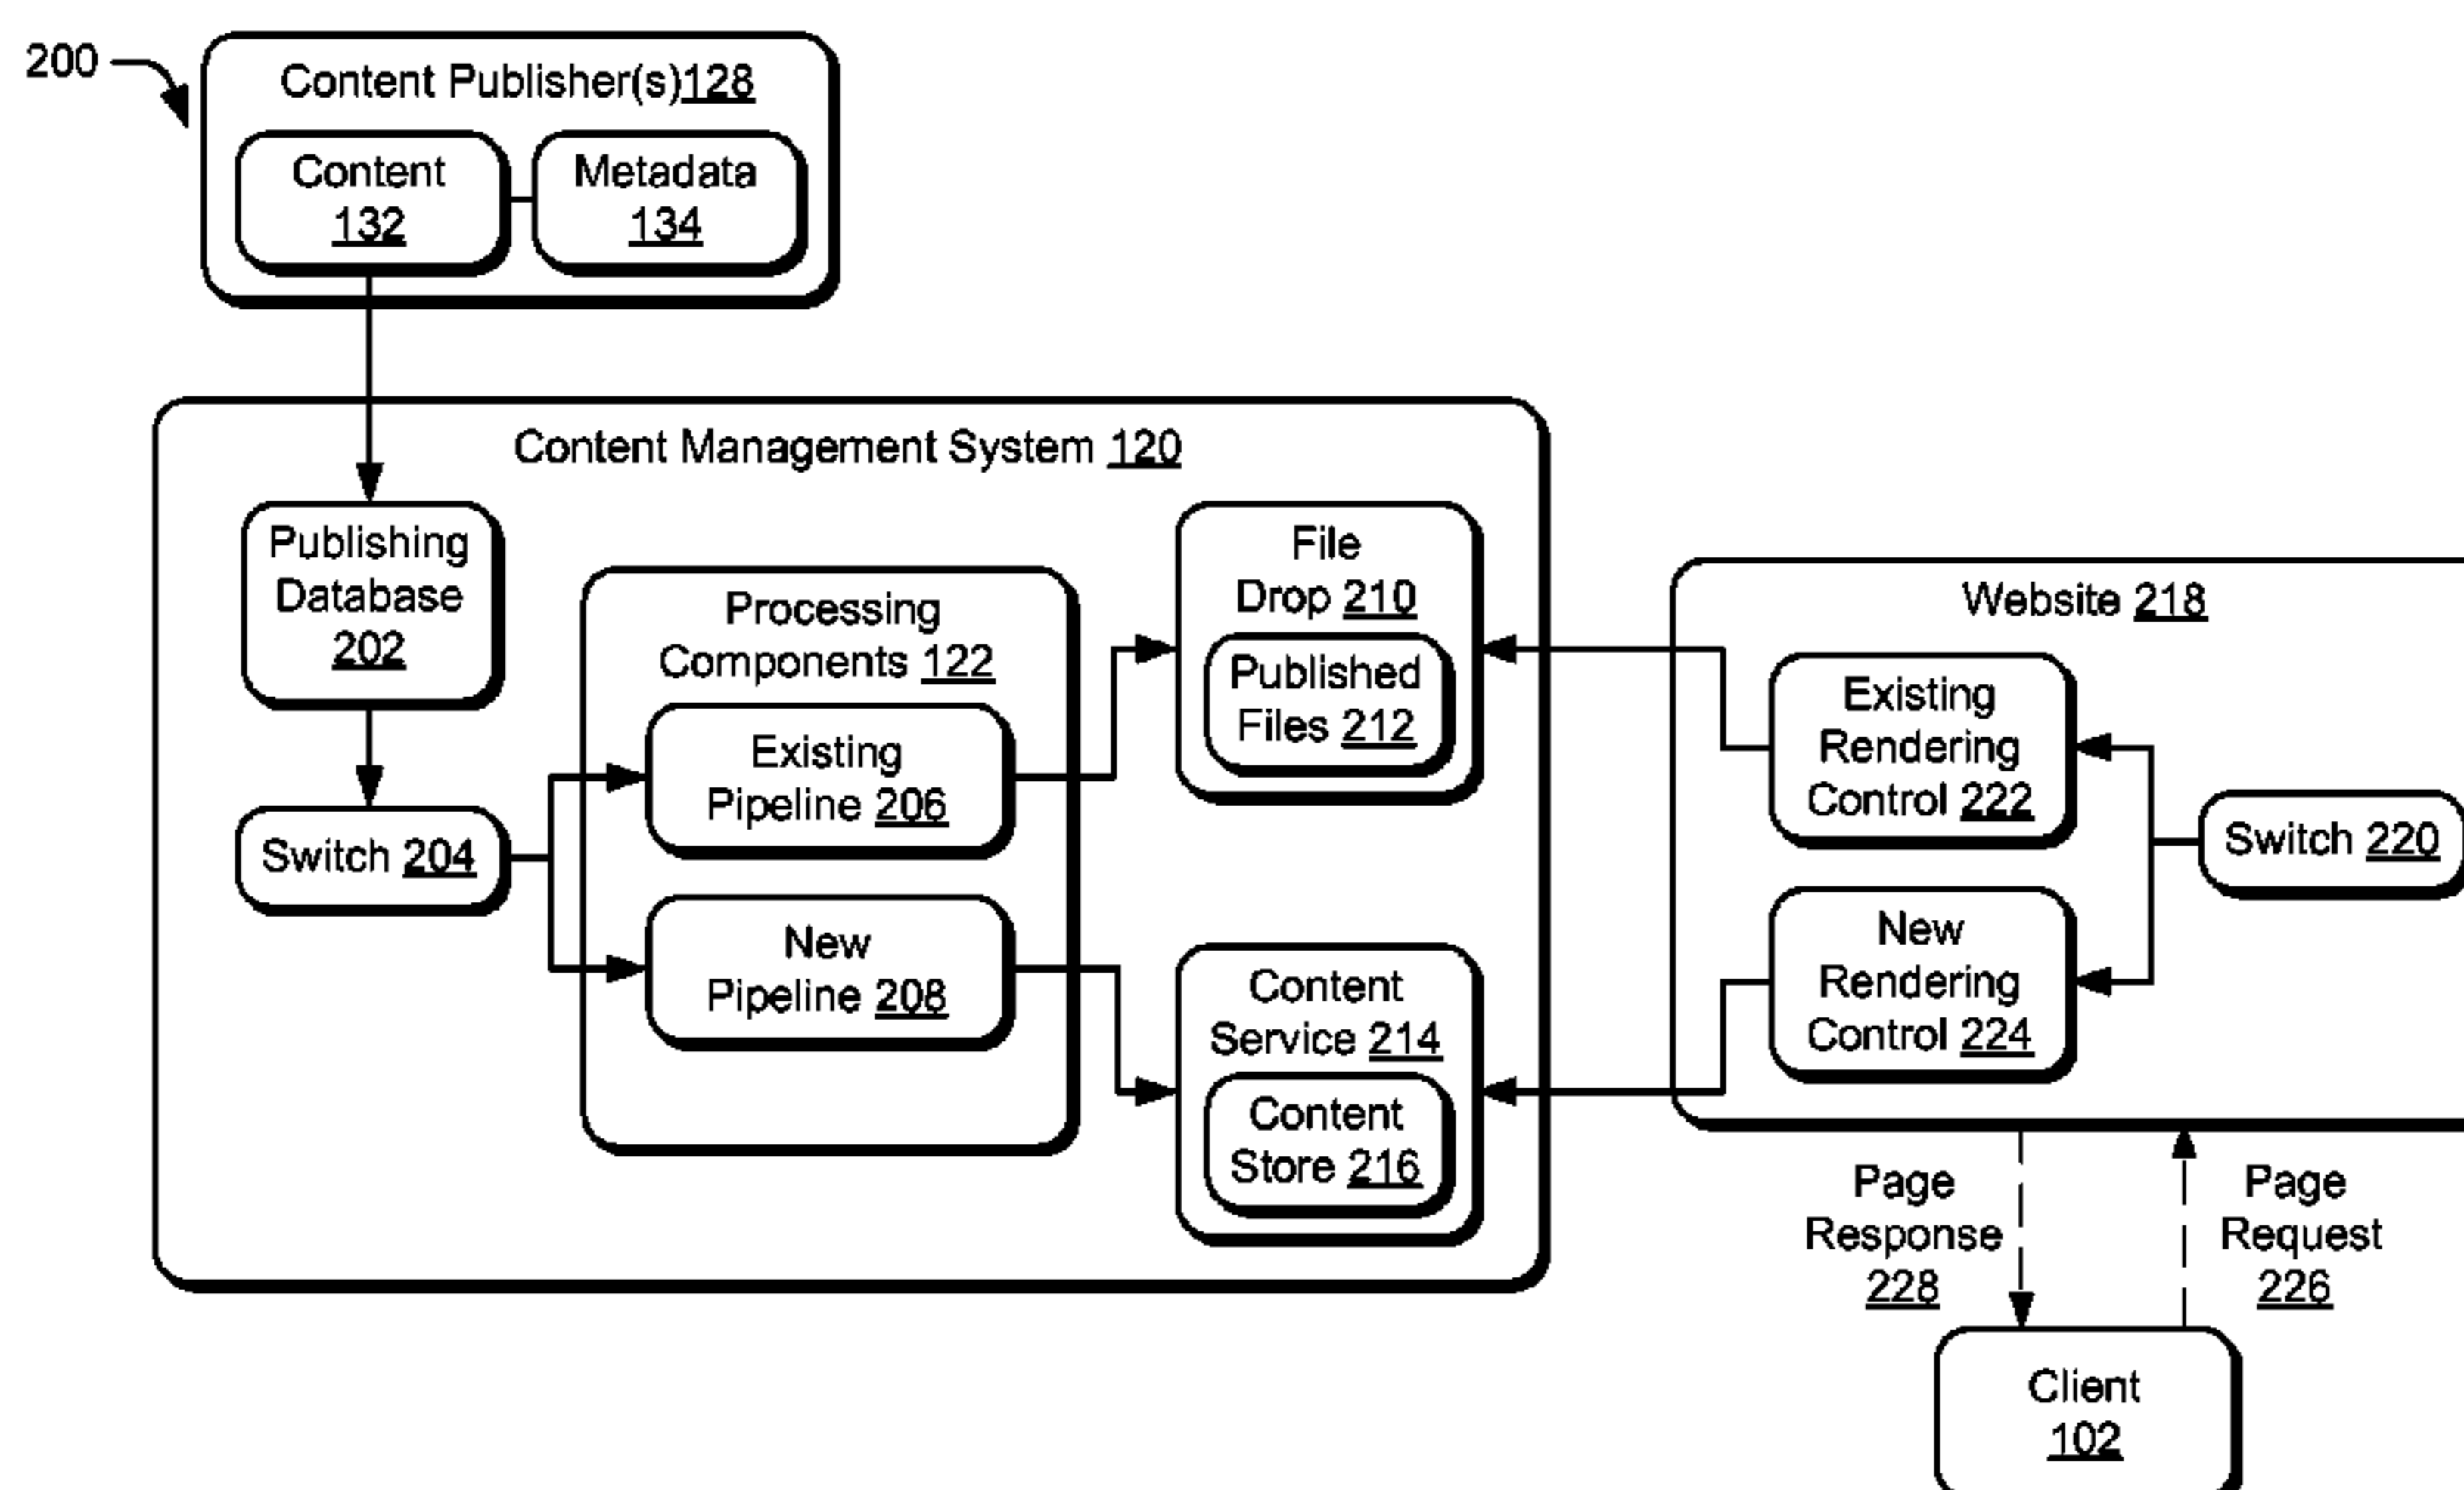 200
Content Publisher(s)128
Content
132
Metadata
134
Content Management System 120
Publishing
Database
202
Switch 204
Processing
Components 122
Existing
Pipeline 206
New
Pipeline 208
File
Drop 210
Published
Files 212
Content
Service 214
Content
Store 216
Website 218
Existing
Rendering
Control 222
Switch 220
New
Rendering
Control 224
Page
Response
228
Page
Request
226
Client
102